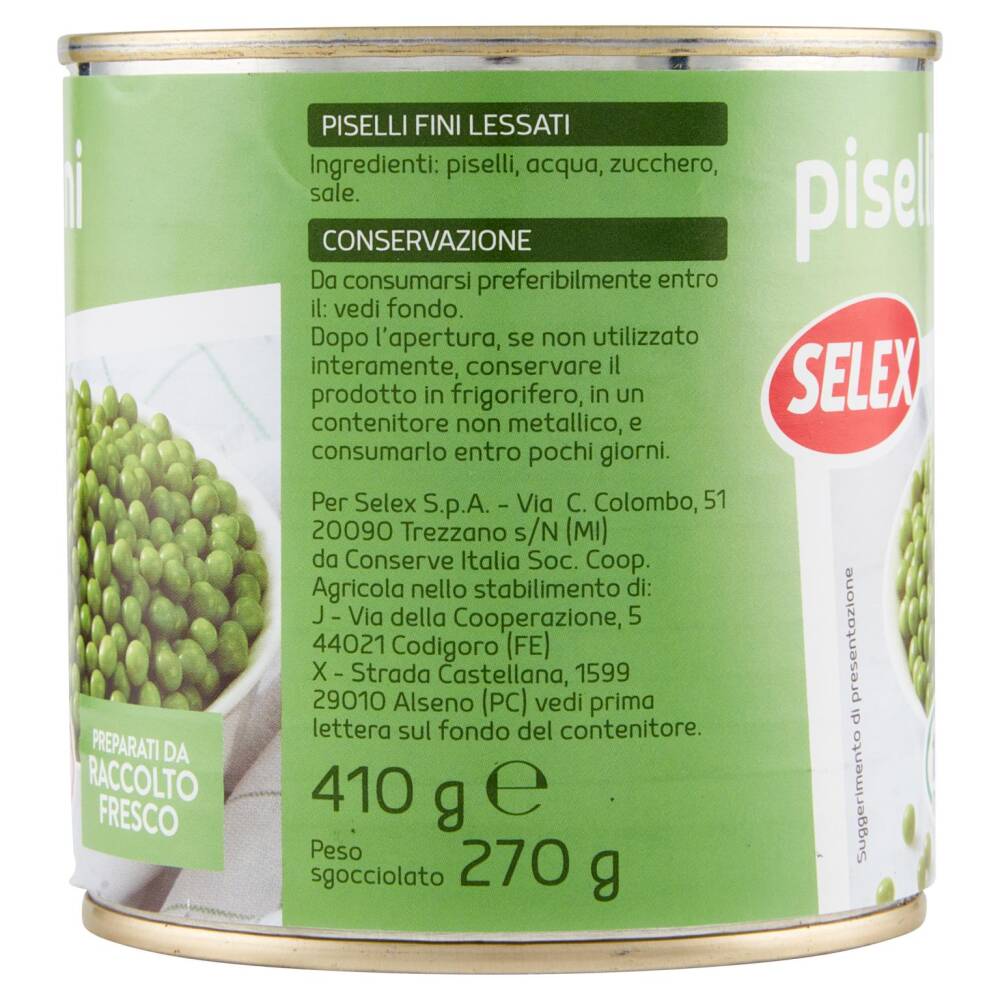 PISELLI FINI LESSATI
Ingredienti: piselli, acqua, zucchero,
sale.
CONSERVAZIONE
Da consumarsi preferibilmente entro
il: vedi fondo.
Dopo l'apertura, se non utilizzato
interamente, conservare il
prodotto in frigorifero, in un
contenitore non metallico, e
consumarlo entro pochi giorni.
Per Selex S.p.A. - Via C. Colombo, 51
20090 Trezzano s/N (MI)
da Conserve Italia Soc. Coop.
Agricola nello stabilimento di:
J - Via della Cooperazione, 5
44021 Codigoro (FE)
X - Strada Castellana, 1599
29010 Alseno (PC) vedi prima
lettera sul fondo del contenitore.
410 g ℮
Peso
sgocciolato 270 g
PREPARATI DA
RACCOLTO
FRESCO
piselli
SELEX
Suggerimento di presentazione